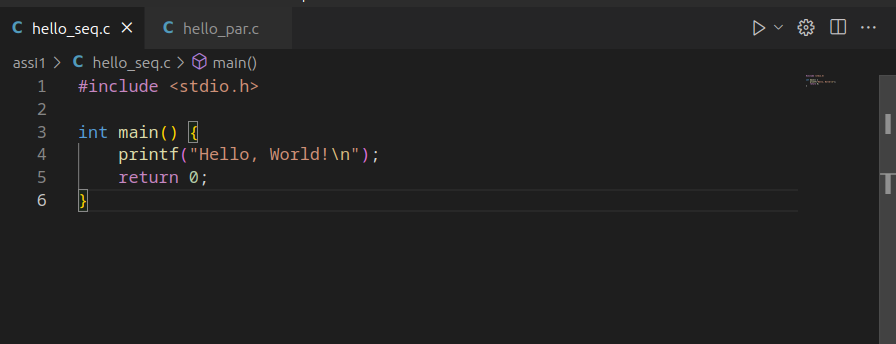 C hello_seq.c × C hello_par.c
assi1 > C hello_seq.c > main()
1 #include <stdio.h>
2
3 int main() {
4     printf("Hello, World!\n");
5     return 0;
6 }